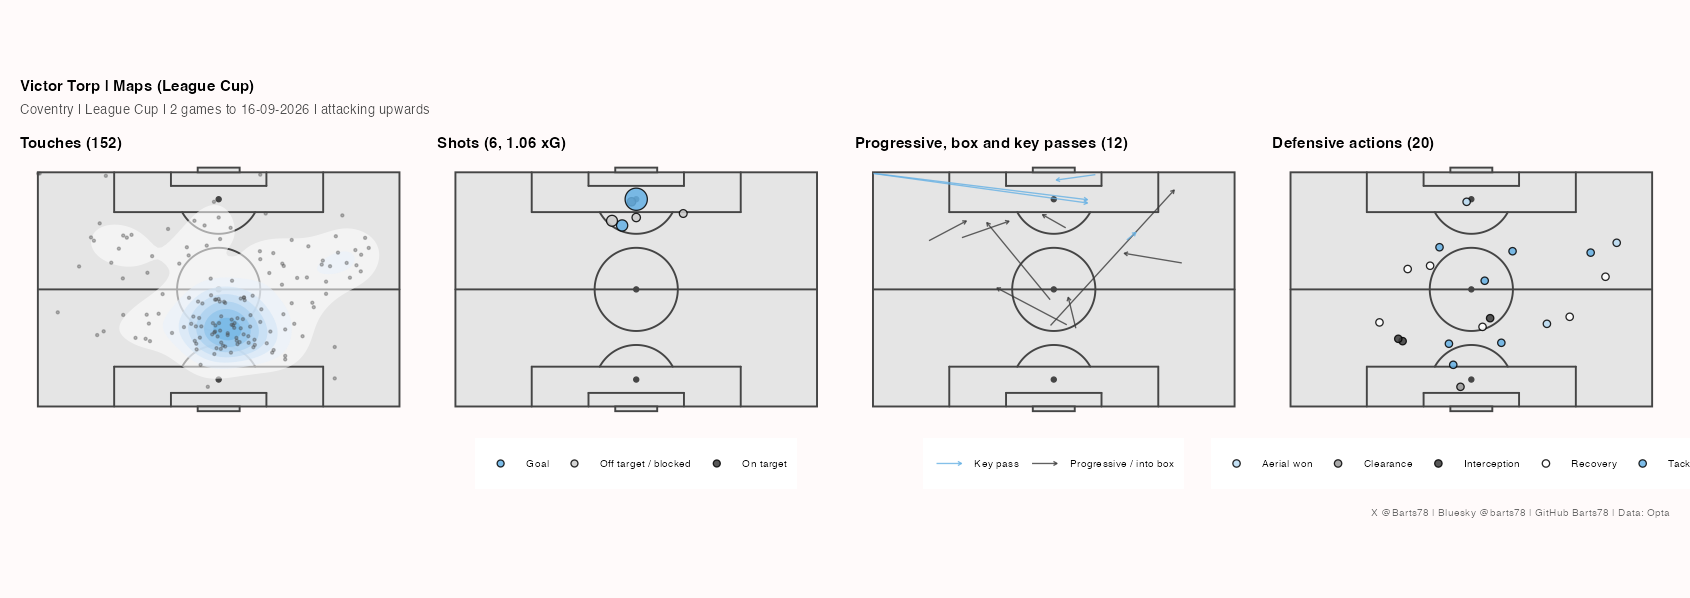 Victor Torp | Maps (League Cup)
Coventry | League Cup | 2 games to 16-09-2026 | attacking upwards
Touches (152)
Shots (6, 1.06 xG)
Progressive, box and key passes (12)
Defensive actions (20)
Goal
Off target / blocked
On target
Key pass
Progressive / into box
Aerial won
Clearance
Interception
Recovery
Tack
X @Barts78 | Bluesky @barts78 | GitHub Barts78 | Data: Opta